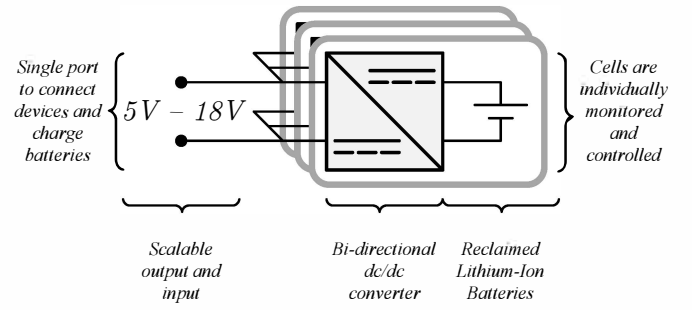 Single port
to connect
devices and
charge
batteries
5V – 18V
Cells are
individually
monitored
and
controlled
Scalable
output and
input
Bi-directional
dc/dc
converter
Reclaimed
Lithium-Ion
Batteries